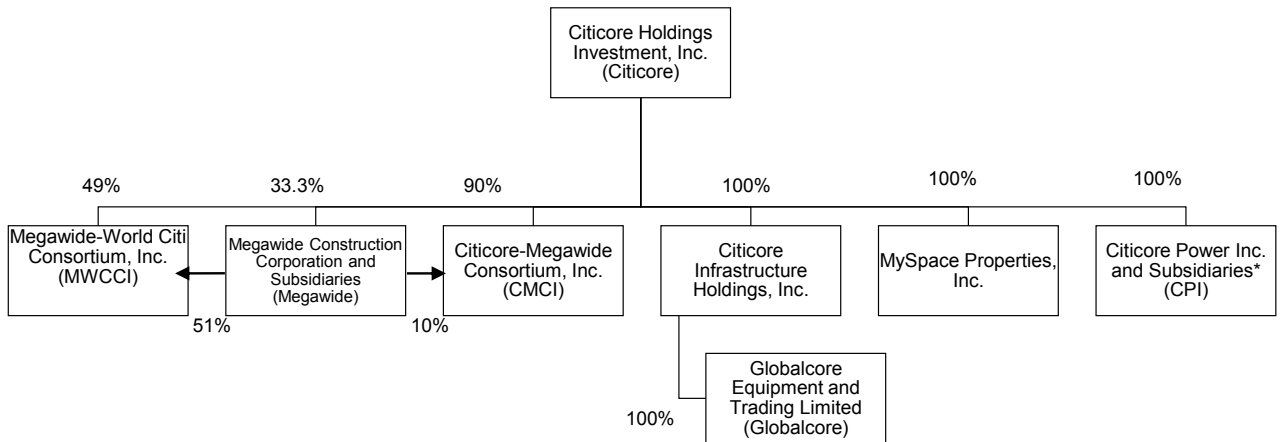 Citicore Holdings
Investment, Inc.
(Citicore)
49%
33.3%
90%
100%
100%
100%
Megawide-World Citi
Consortium, Inc.
(MWCCI)
Megawide Construction
Corporation and
Subsidiaries
(Megawide)
Citicore-Megawide
Consortium, Inc.
(CMCI)
Citicore
Infrastructure
Holdings, Inc.
MySpace Properties,
Inc.
Citicore Power Inc.
and Subsidiaries*
(CPI)
51%
10%
100%
Globalcore
Equipment and
Trading Limited
(Globalcore)